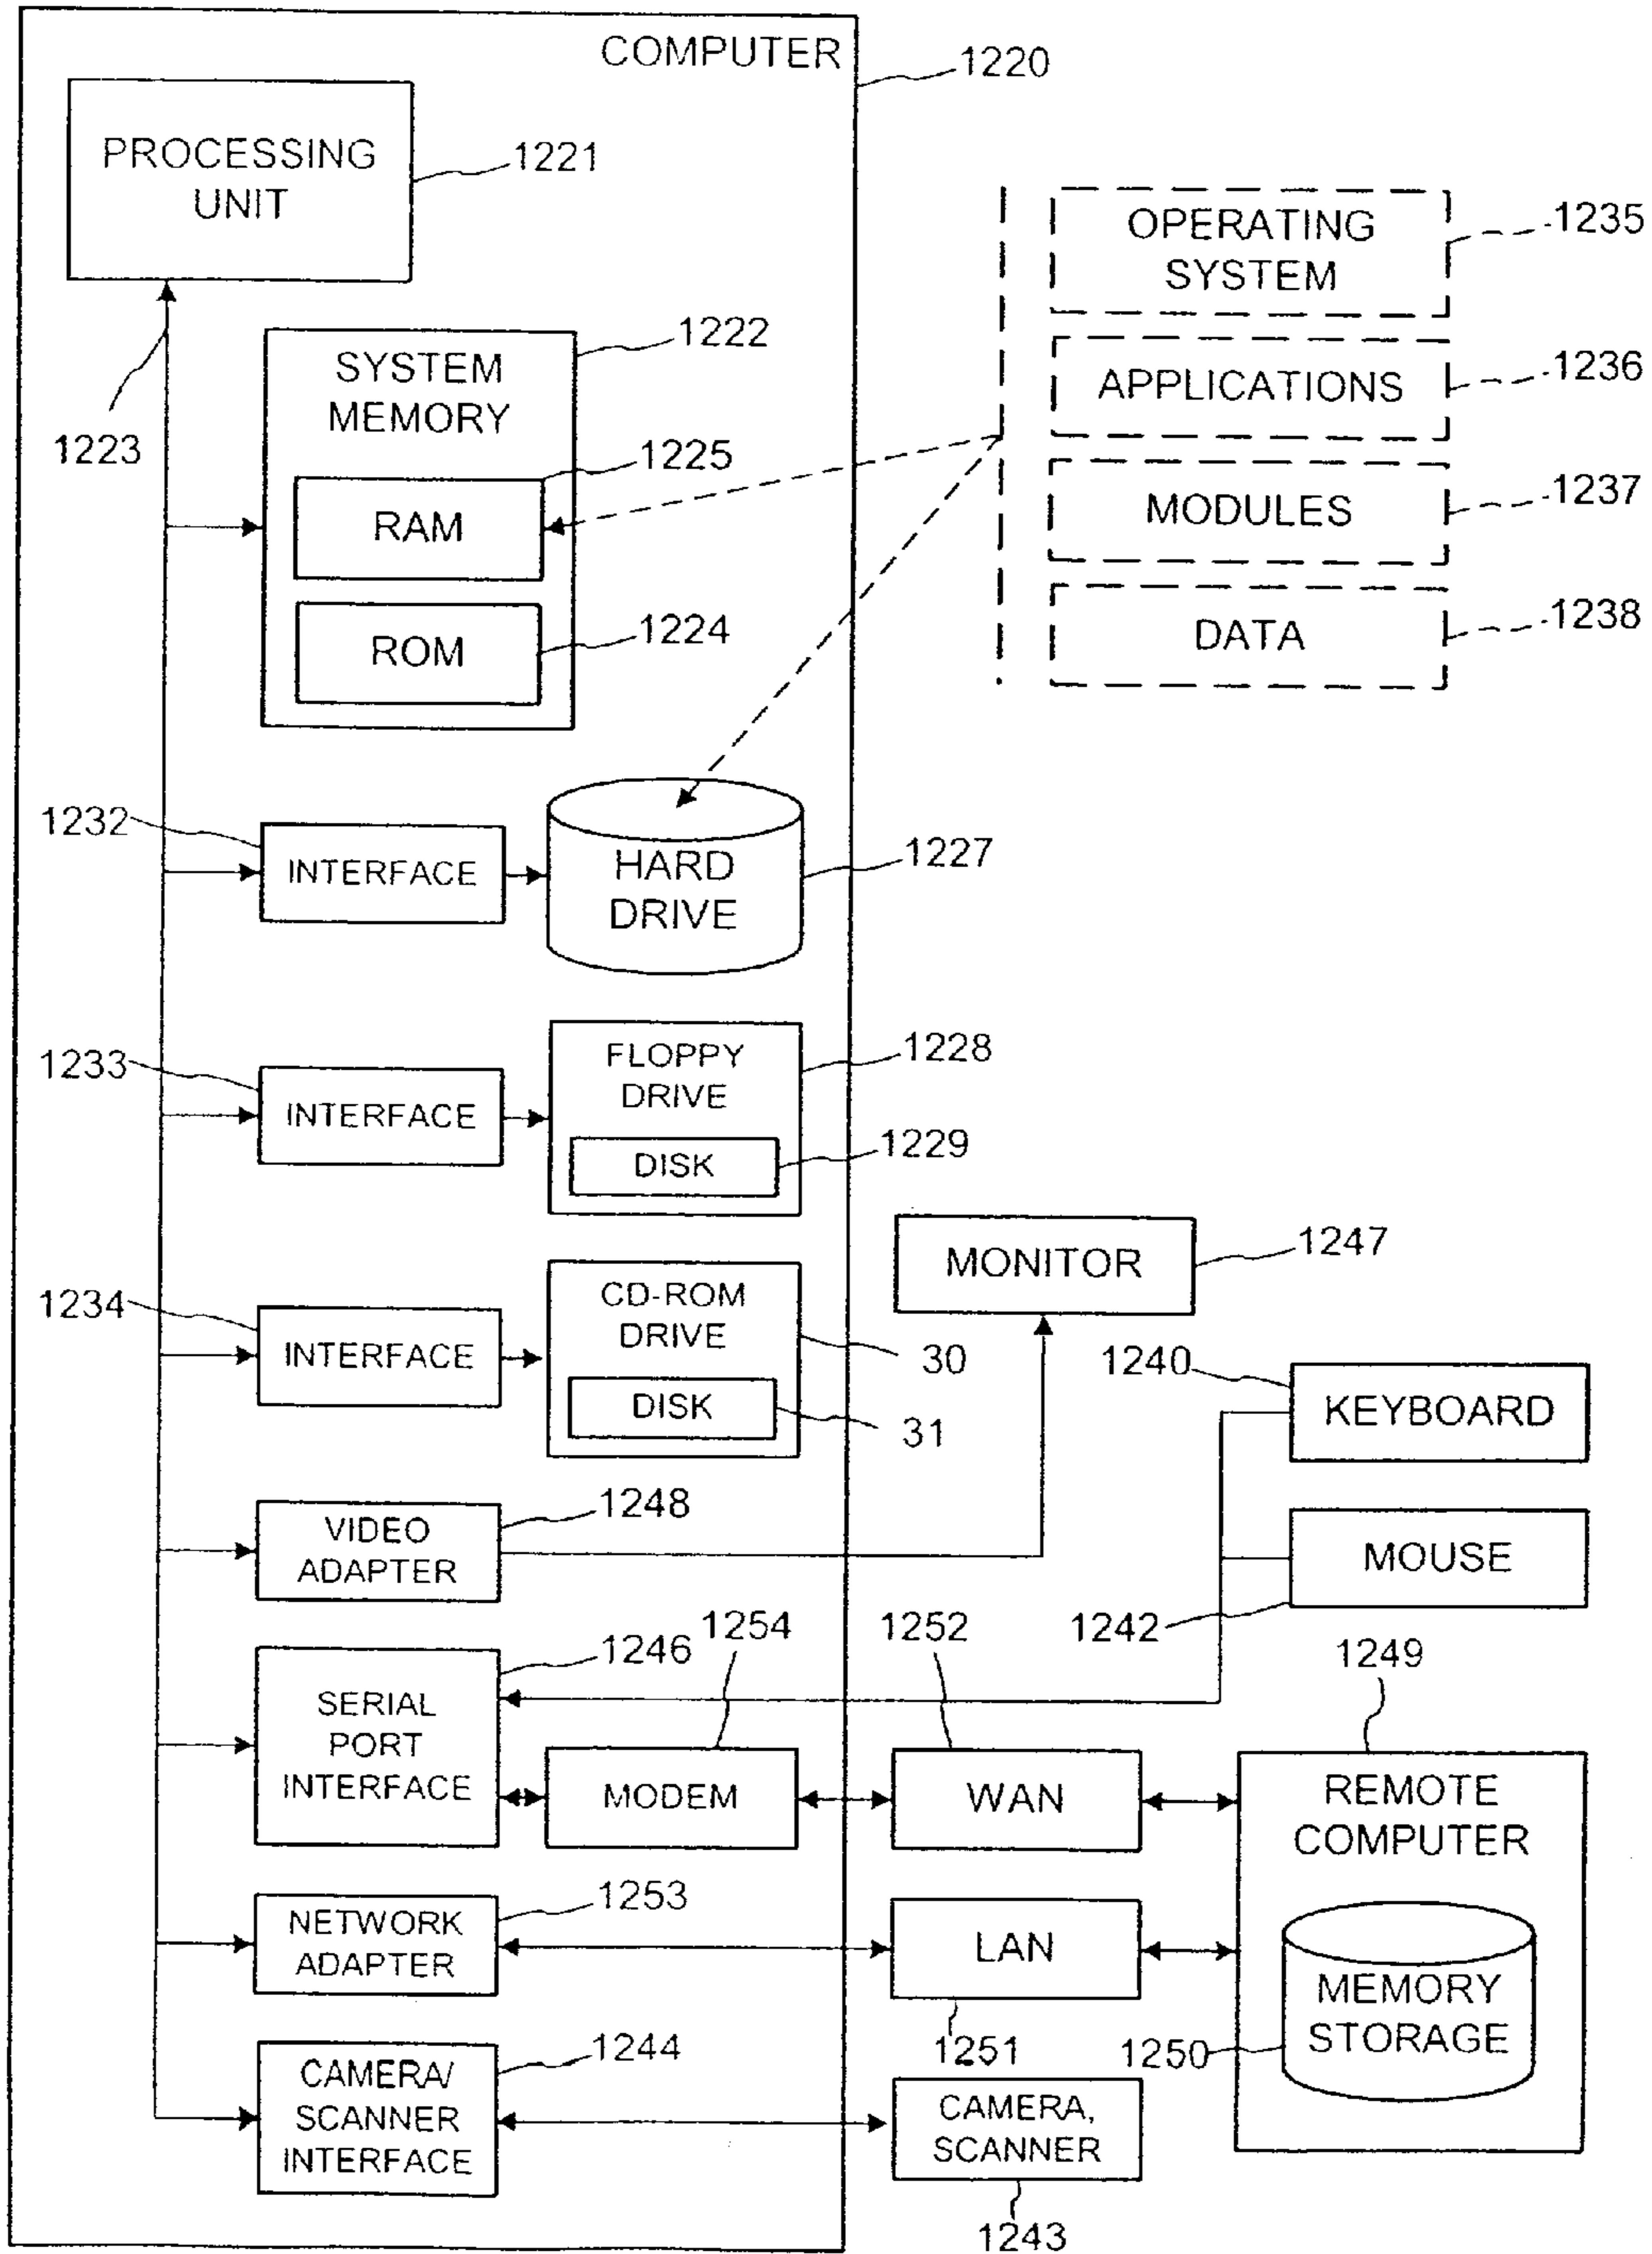 COMPUTER
1220
PROCESSING
UNIT
1221
1223
SYSTEM
MEMORY
1222
RAM
1225
ROM
1224
OPERATING
SYSTEM
1235
APPLICATIONS
1236
MODULES
1237
DATA
1238
1232
INTERFACE
HARD
DRIVE
1227
1233
INTERFACE
FLOPPY
DRIVE
1228
DISK
1229
1234
INTERFACE
CD-ROM
DRIVE
30
DISK
31
MONITOR
1247
1240
KEYBOARD
MOUSE
1242
VIDEO
ADAPTER
1248
SERIAL
PORT
INTERFACE
1246
1254
MODEM
1252
WAN
1249
REMOTE
COMPUTER
MEMORY
STORAGE
1250
NETWORK
ADAPTER
1253
LAN
1251
CAMERA/
SCANNER
INTERFACE
1244
CAMERA,
SCANNER
1243